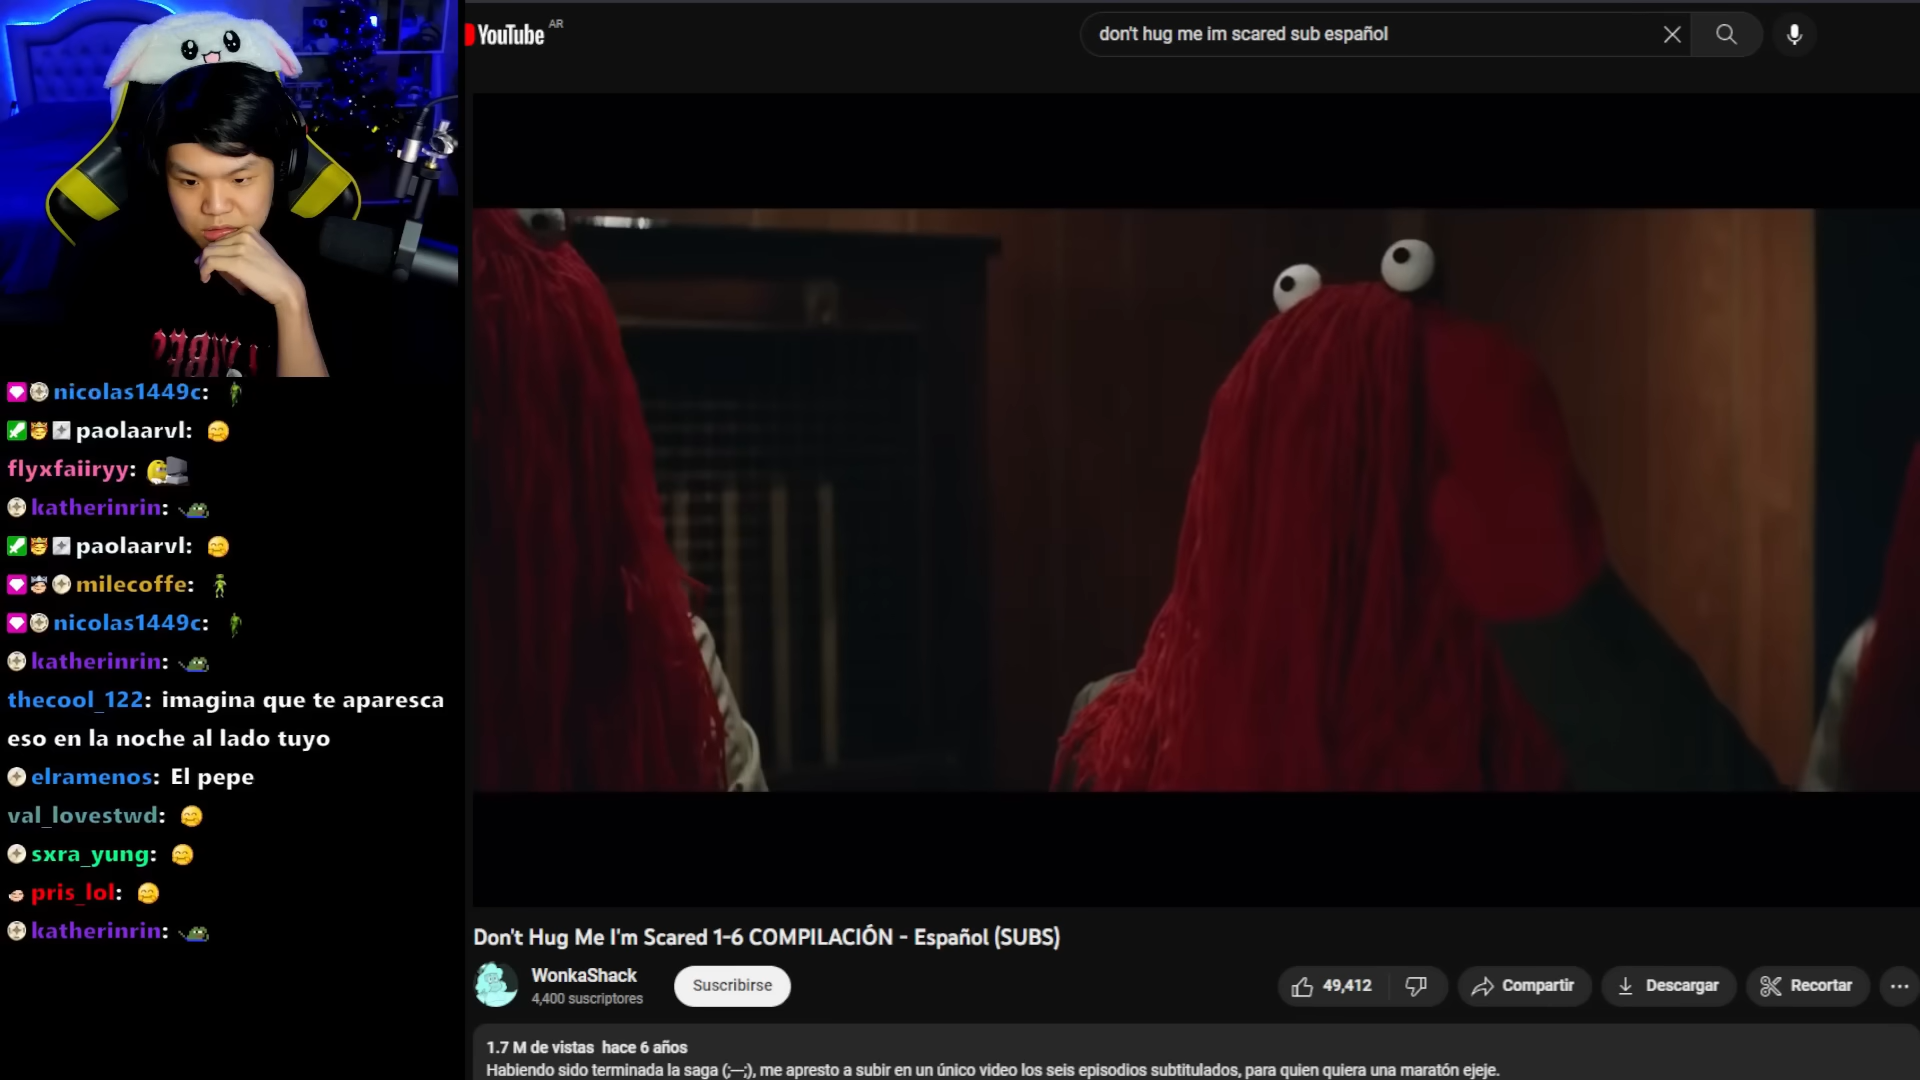 YouTube AR
don't hug me im scared sub español
nicolas1449c:
paolaarvl:
flyxfaiiryy:
katherinrin:
paolaarvl:
milecoffe:
nicolas1449c:
katherinrin:
thecool_122: imagina que te aparesca
eso en la noche al lado tuyo
elramenos: El pepe
val_lovestwd:
sxra_yung:
pris_lol:
katherinrin:
Don't Hug Me I'm Scared 1-6 COMPILACIÓN - Español (SUBS)
WonkaShack
4,400 suscriptores
Suscribirse
49,412
Compartir
Descargar
Recortar
1.7 M de vistas hace 6 años
Habiendo sido terminada la saga (;—;), me apresto a subir en un único video los seis episodios subtitulados, para quien quiera una maratón ejeje.